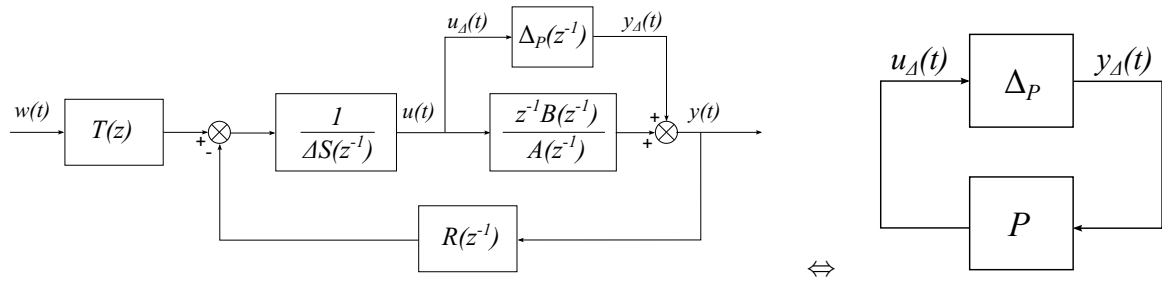 u_Δ(t) Δ_P(z^{-1}) y_Δ(t)
w(t) T(z) + - 1 / ΔS(z^{-1}) u(t) z^{-1}B(z^{-1}) / A(z^{-1}) + + y(t)
R(z^{-1})
⇔
u_Δ(t) Δ_P y_Δ(t)
P